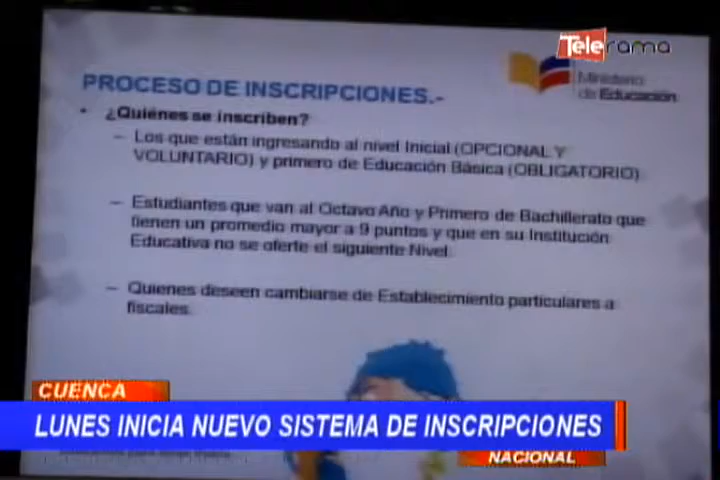 Telerama
Ministerio
de Educación
PROCESO DE INSCRIPCIONES.-
• ¿Quiénes se inscriben?
– Los que están ingresando al nivel Inicial (OPCIONAL Y
VOLUNTARIO) y primero de Educación Básica (OBLIGATORIO)
– Estudiantes que van al Octavo Año y Primero de Bachillerato que
tienen un promedio mayor a 9 puntos y que en su Institución
Educativa no se oferte el siguiente Nivel.
– Quienes deseen cambiarse de Establecimiento particulares a
fiscales.
CUENCA
LUNES INICIA NUEVO SISTEMA DE INSCRIPCIONES
NACIONAL